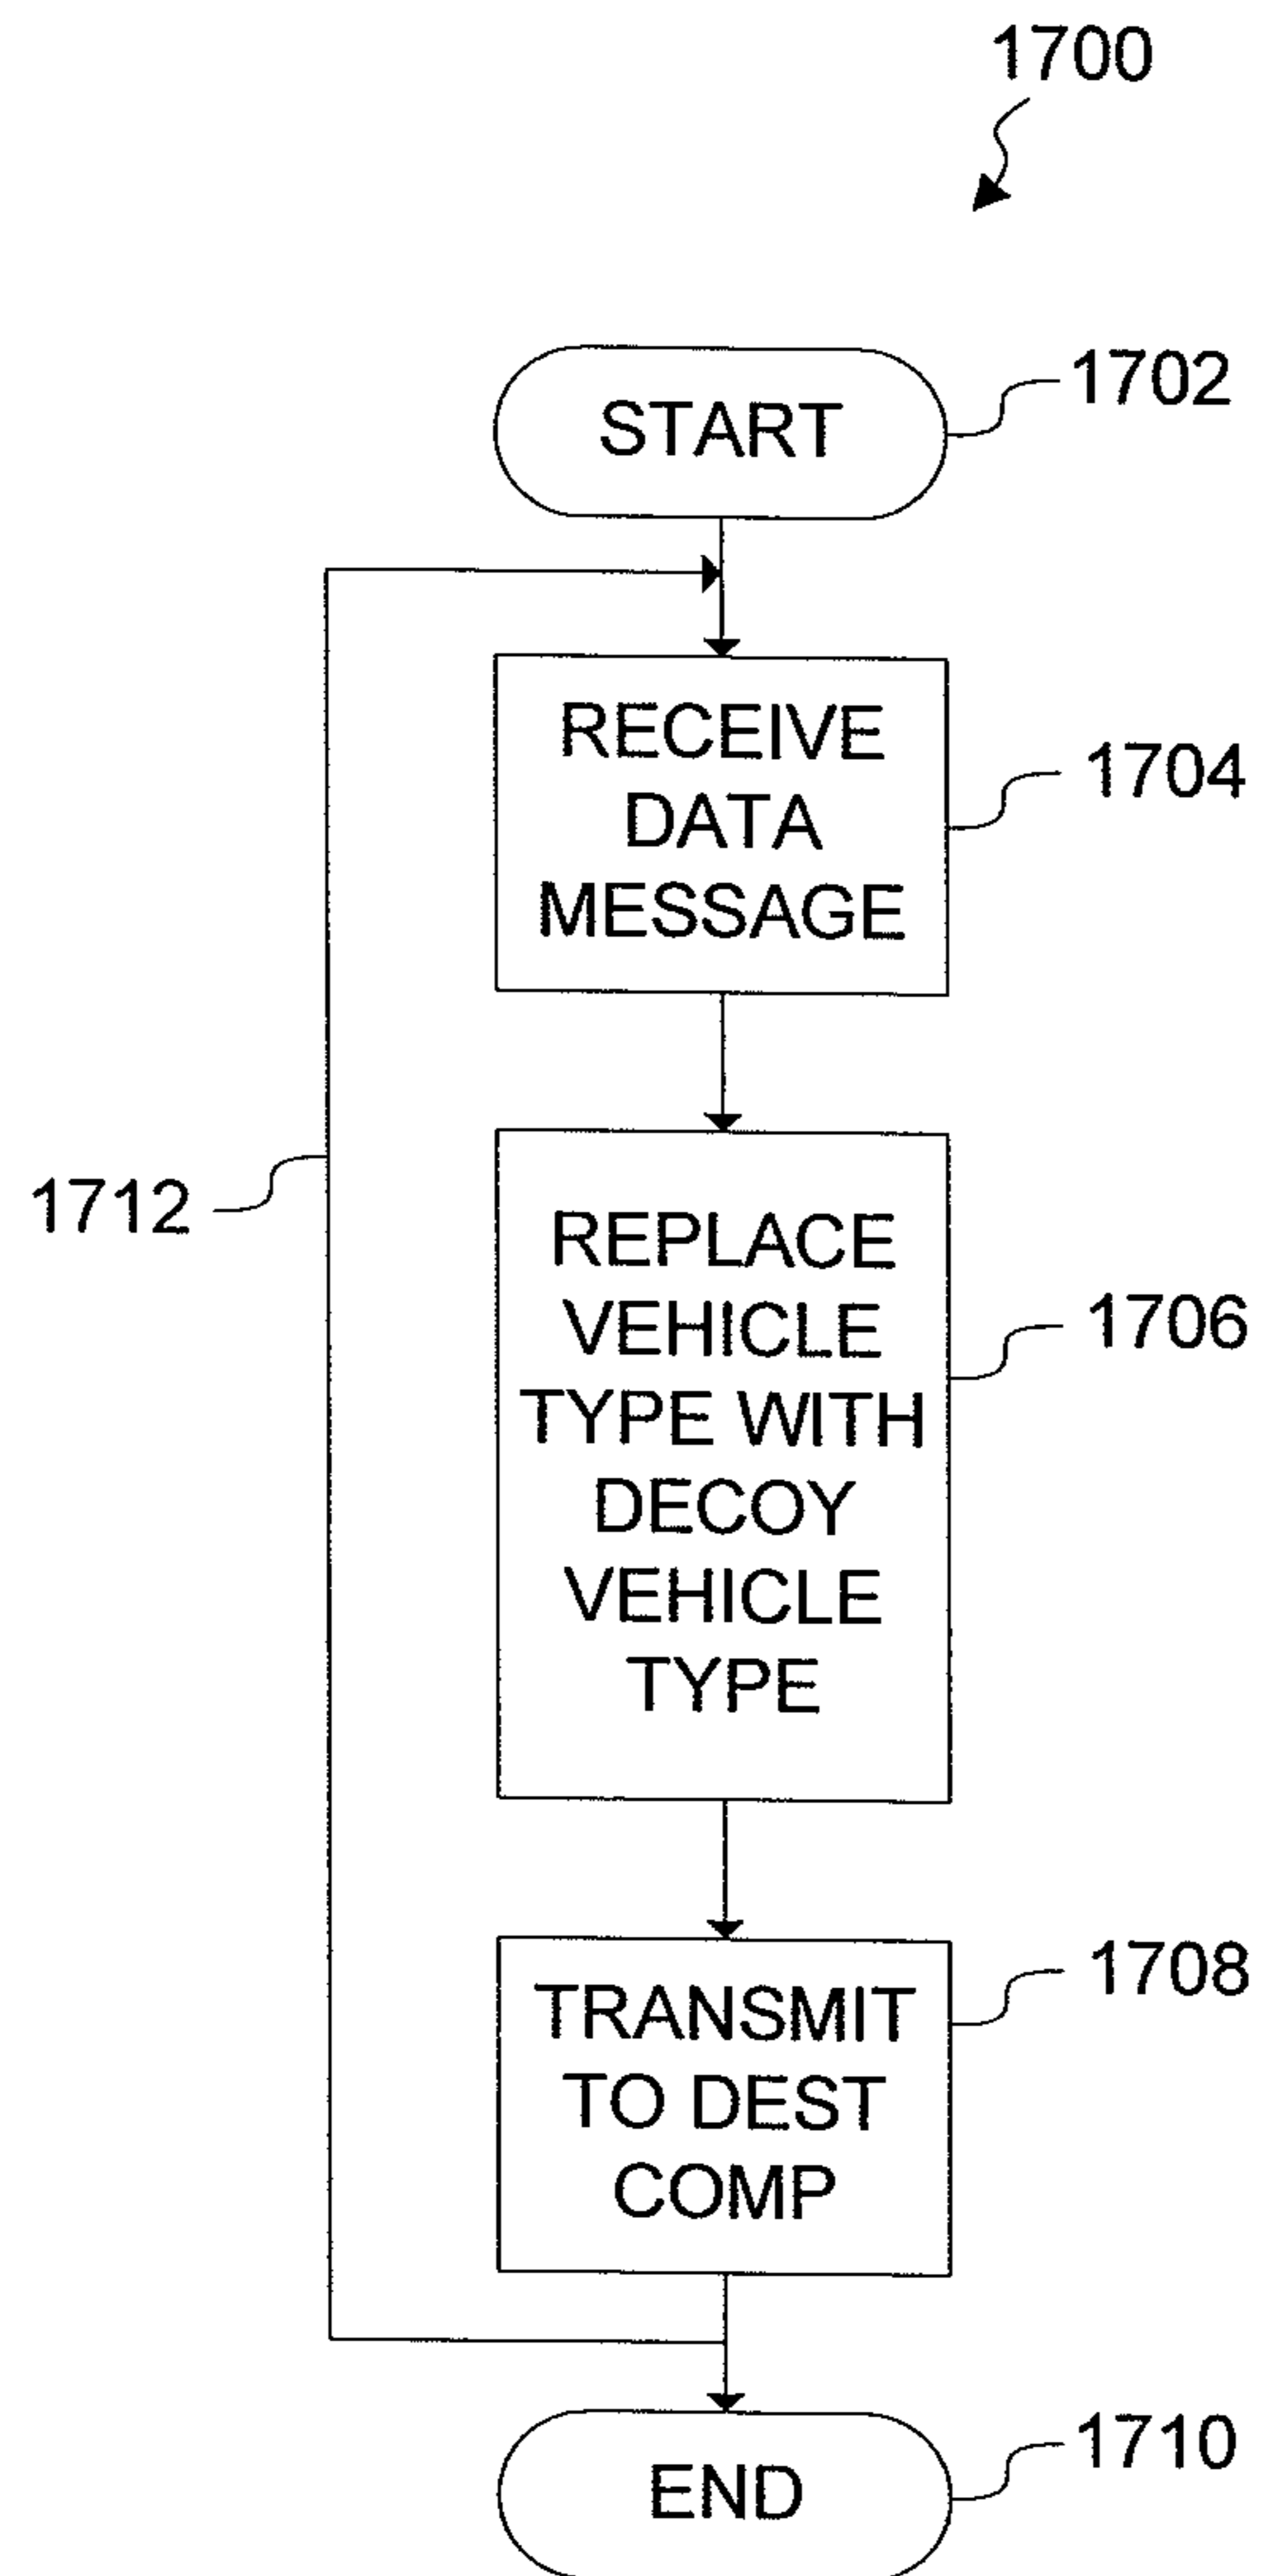 1700
START
1702
RECEIVE
DATA
MESSAGE
1704
1712
REPLACE
VEHICLE
TYPE WITH
DECOY
VEHICLE
TYPE
1706
TRANSMIT
TO DEST
COMP
1708
END
1710